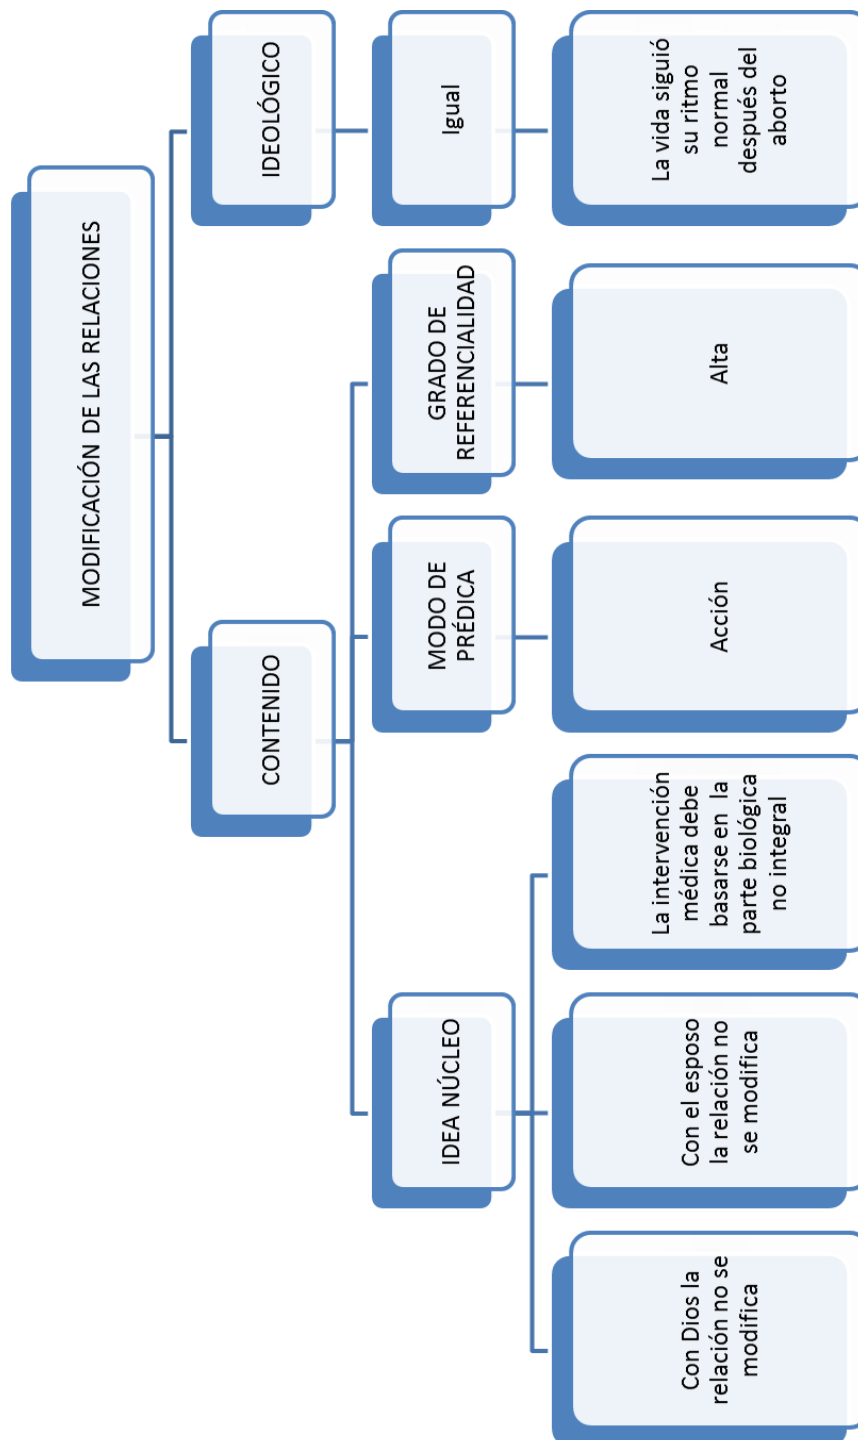 MODIFICACIÓN DE LAS RELACIONES
CONTENIDO
IDEOLÓGICO
IDEA NÚCLEO
MODO DE
PRÉDICA
GRADO DE
REFERENCIALIDAD
Igual
Con Dios la
relación no se
modifica
Con el esposo
la relación no
se modifica
La intervención
médica debe
basarse en la
parte biológica
no integral
Acción
Alta
La vida siguió
su ritmo
normal
después del
aborto